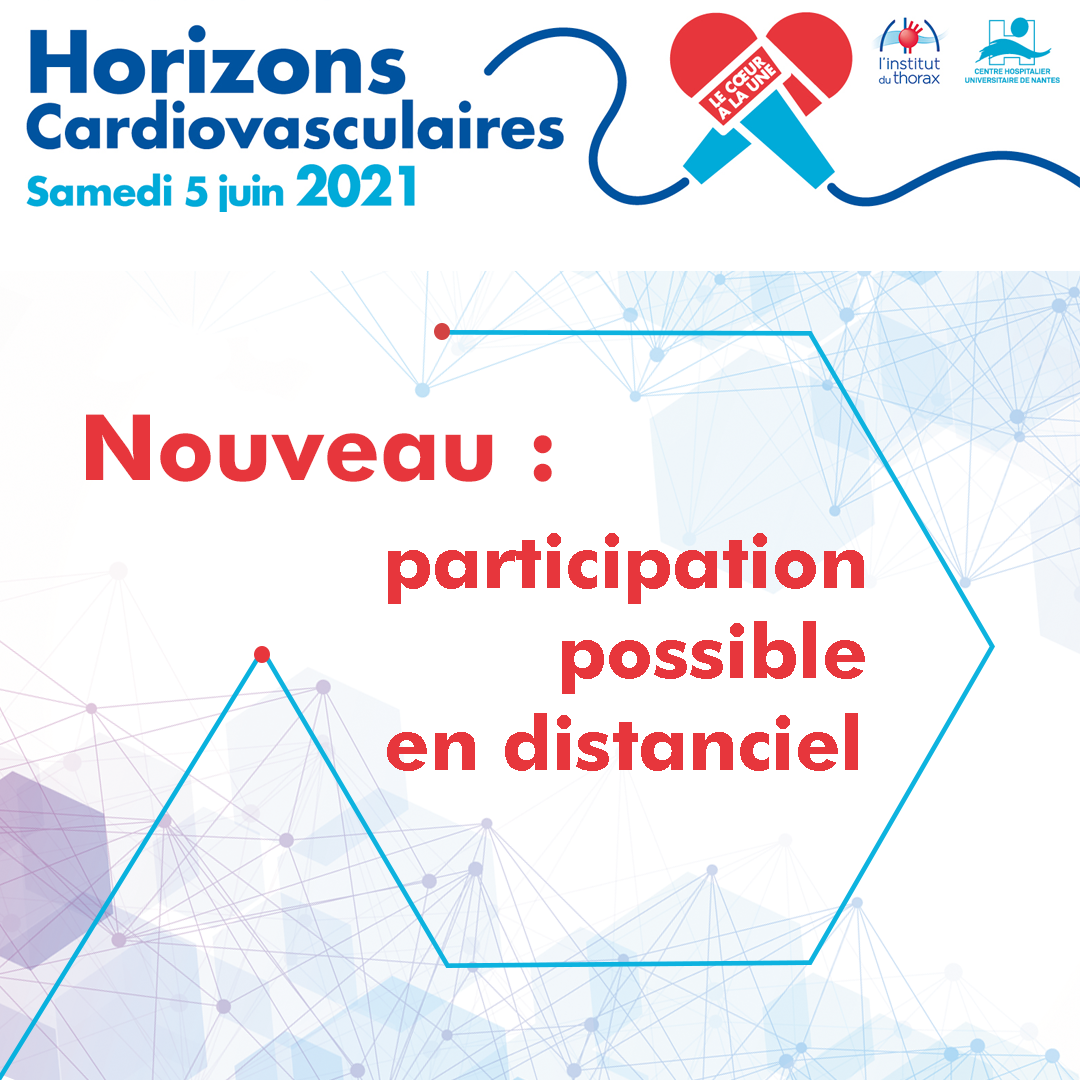 Horizons
Cardiovasculaires
Samedi 5 juin 2021
LE CŒUR
À LA UNE
l'institut
du thorax
CENTRE HOSPITALIER
UNIVERSITAIRE DE NANTES
Nouveau :
participation
possible
en distanciel